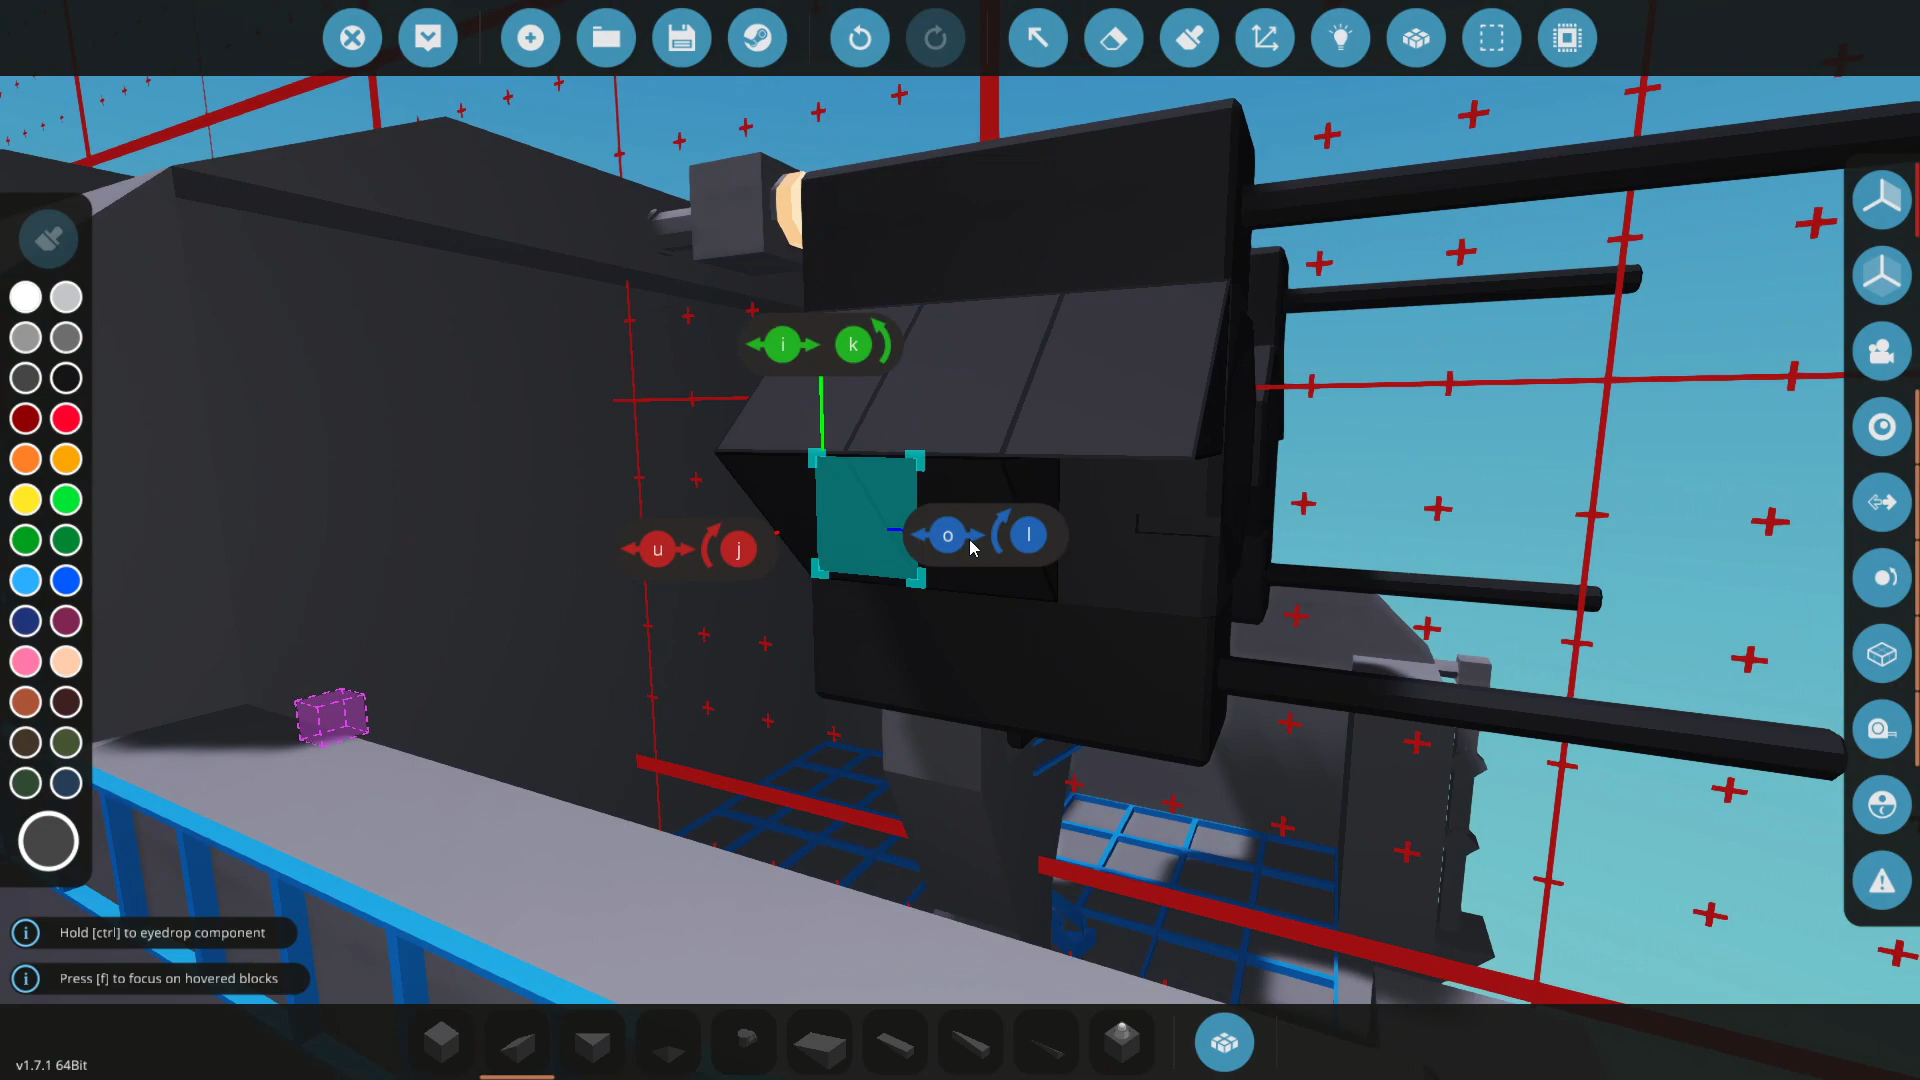 i k
u j
o l
Hold [ctrl] to eyedrop component
Press [f] to focus on hovered blocks
v1.7.1 64Bit